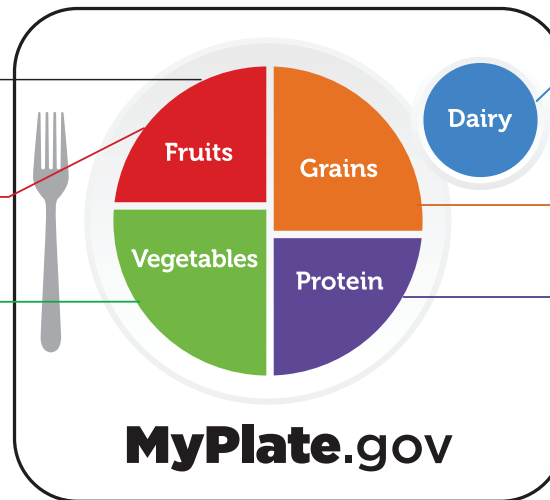 Fruits
Grains
Dairy
Vegetables
Protein
MyPlate.gov